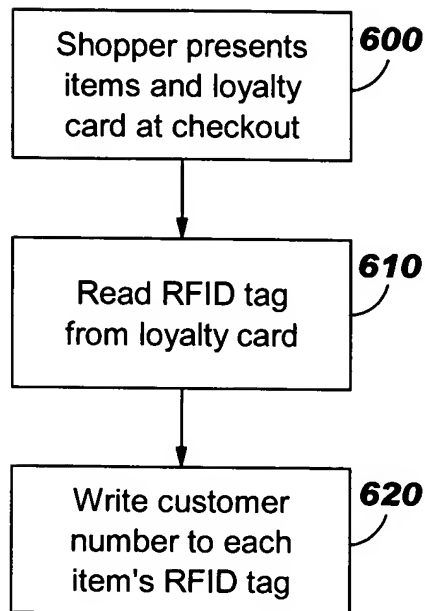 Shopper presents
items and loyalty
card at checkout
600
Read RFID tag
from loyalty card
610
Write customer
number to each
item's RFID tag
620